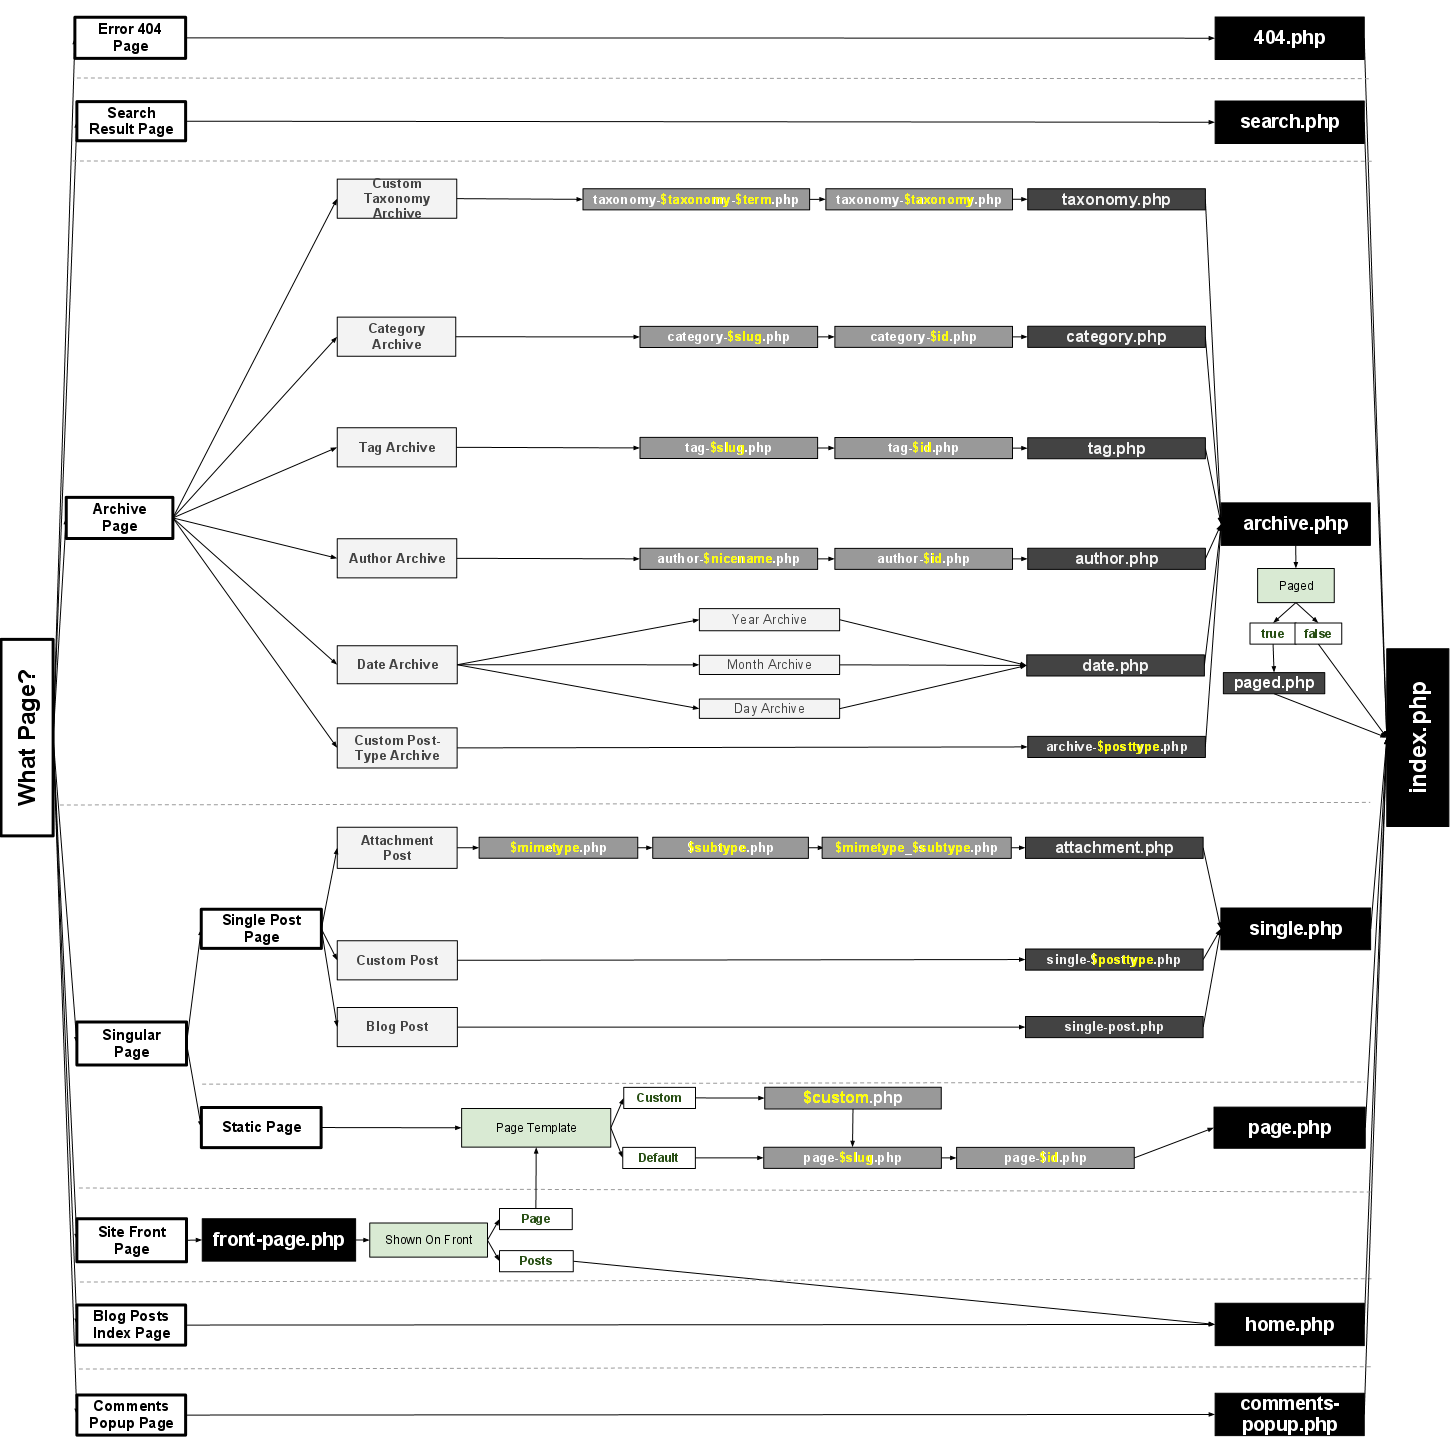 Error 404
Page
404.php
Search
Result Page
search.php
Custom
Taxonomy
Archive
taxonomy-$taxonomy-$term.php
taxonomy-$taxonomy.php
taxonomy.php
Category
Archive
category-$slug.php
category-$id.php
category.php
Tag Archive
tag-$slug.php
tag-$id.php
tag.php
Archive
Page
archive.php
Author Archive
author-$nicename.php
author-$id.php
author.php
Paged
true
false
paged.php
Year Archive
Date Archive
Month Archive
date.php
Day Archive
Custom Post-
Type Archive
archive-$posttype.php
What Page?
index.php
Attachment
Post
$mimetype.php
$subtype.php
$mimetype_$subtype.php
attachment.php
Single Post
Page
single.php
Custom Post
single-$posttype.php
Blog Post
single-post.php
Singular
Page
Static Page
Page Template
Custom
$custom.php
Default
page-$slug.php
page-$id.php
page.php
Site Front
Page
front-page.php
Shown On Front
Page
Posts
Blog Posts
Index Page
home.php
Comments
Popup Page
comments-
popup.php